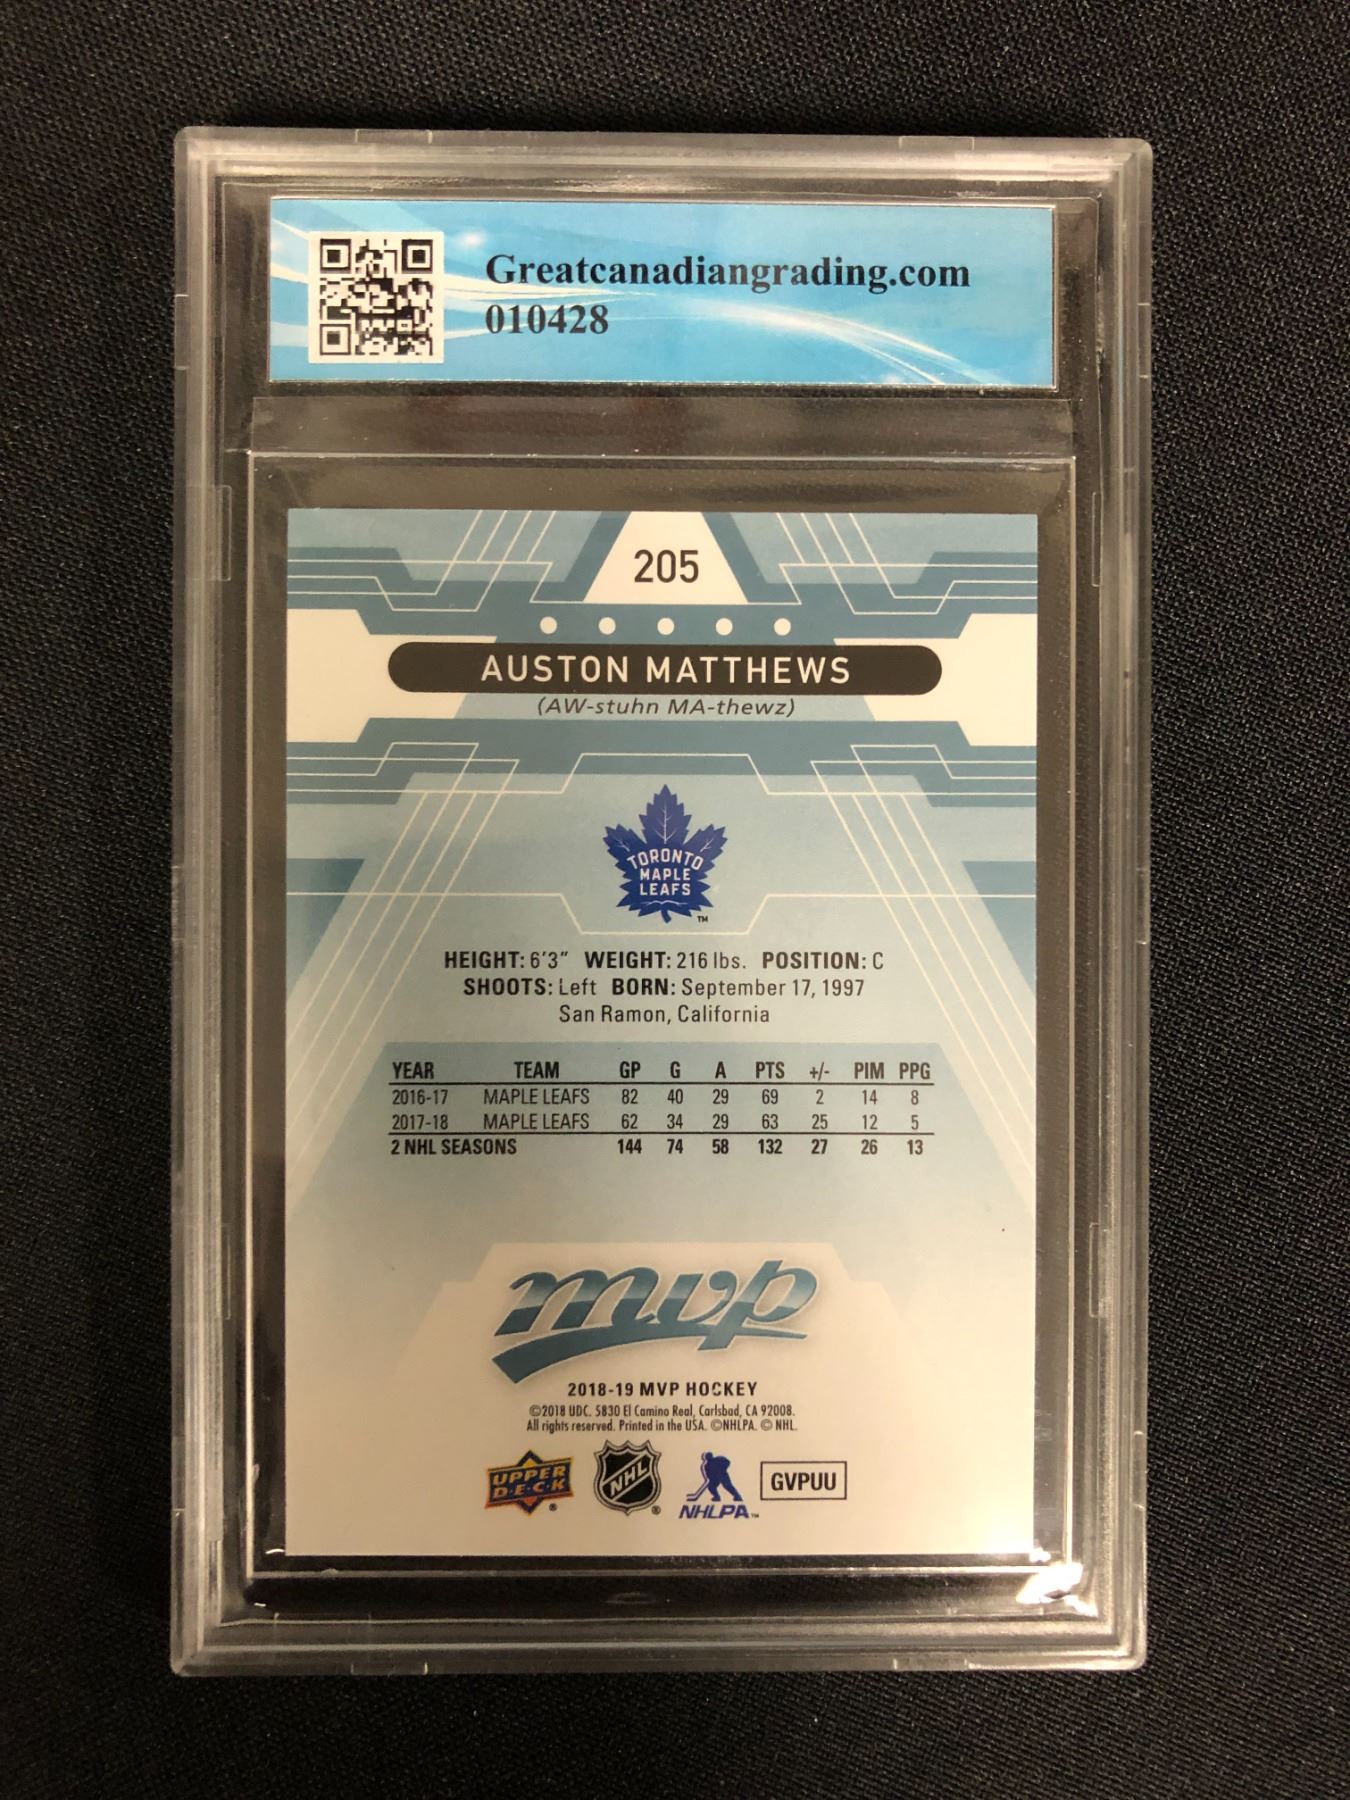 Greatcanadiangrading.com
010428
205
AUSTON MATTHEWS
(AW-stuhn MA-thewz)
TORONTO
MAPLE
LEAFS
TM
HEIGHT: 6'3" WEIGHT: 216 lbs. POSITION: C
SHOOTS: Left BORN: September 17, 1997
San Ramon, California
YEAR TEAM GP G A PTS +/- PIM PPG
2016-17 MAPLE LEAFS 82 40 29 69 2 14 8
2017-18 MAPLE LEAFS 62 34 29 63 25 12 5
2 NHL SEASONS 144 74 58 132 27 26 13
mvp
2018-19 MVP HOCKEY
©2018 UDC. 5830 El Camino Real, Carlsbad, CA 92008.
All rights reserved. Printed in the USA. ©NHLPA. © NHL.
UPPER
D·E·C·K
®
NHL
®
NHLPA™
GVPUU